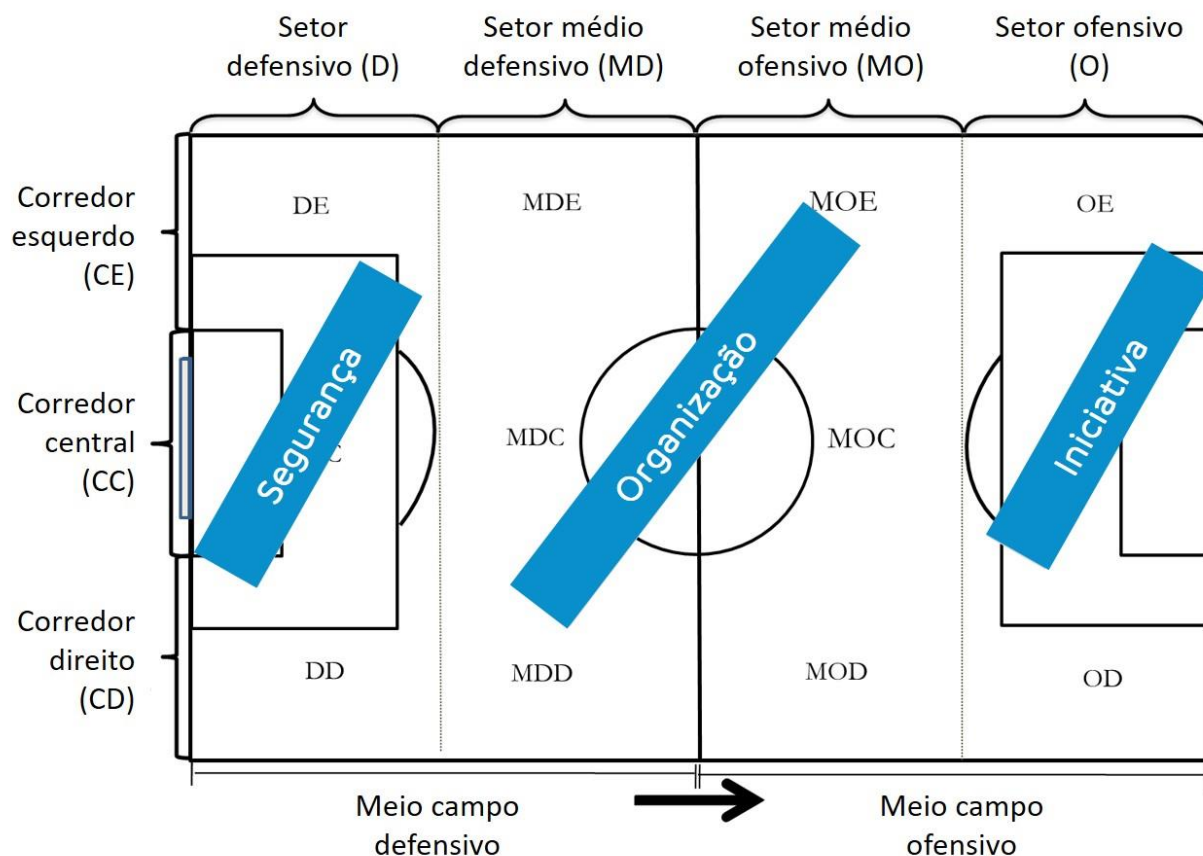 Setor
defensivo (D)
Setor médio
defensivo (MD)
Setor médio
ofensivo (MO)
Setor ofensivo
(O)
Corredor
esquerdo
(CE)
DE
MDE
MOE
OE
Corredor
central
(CC)
Segurança
C
MDC
Organização
MOC
Iniciativa
Corredor
direito
(CD)
DD
MDD
MOD
OD
Meio campo
defensivo
Meio campo
ofensivo